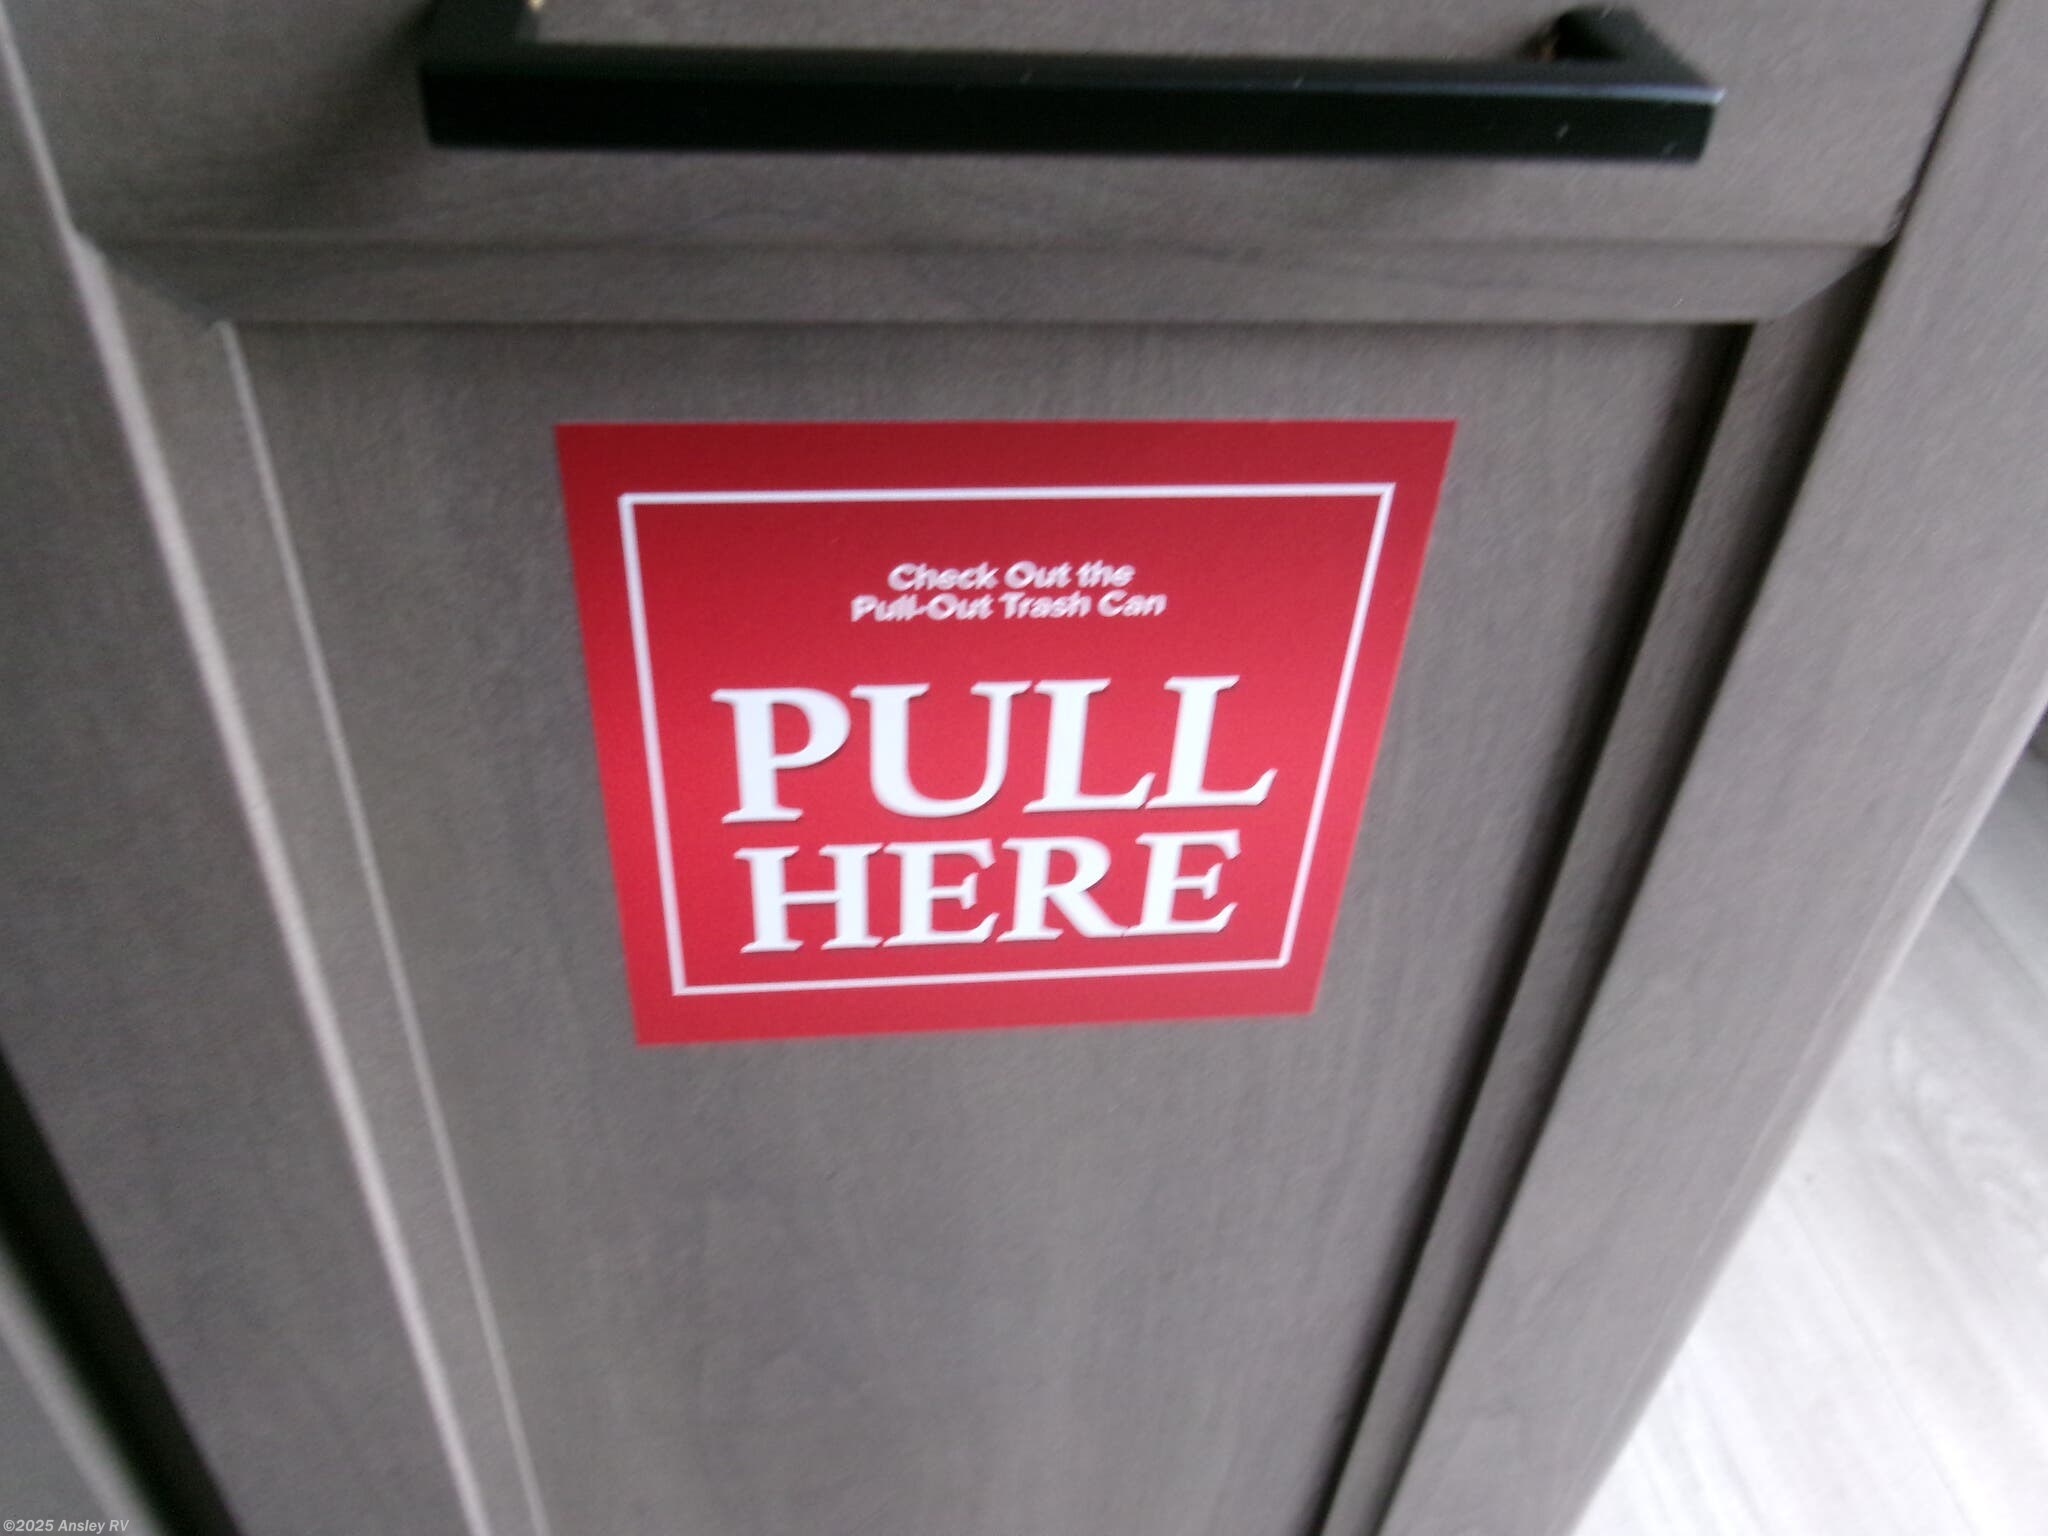 Check Out the
Pull-Out Trash Can
PULL
HERE
©2025 Ansley RV